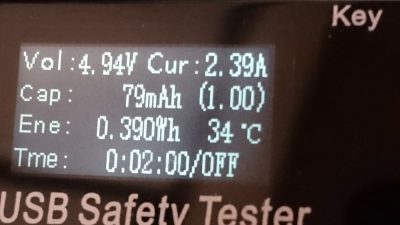 Key
Vol:4.94V Cur:2.39A
Cap: 79mAh (1.00)
Ene: 0.390Wh 34℃
Tme: 0:02:00/OFF
USB Safety Tester